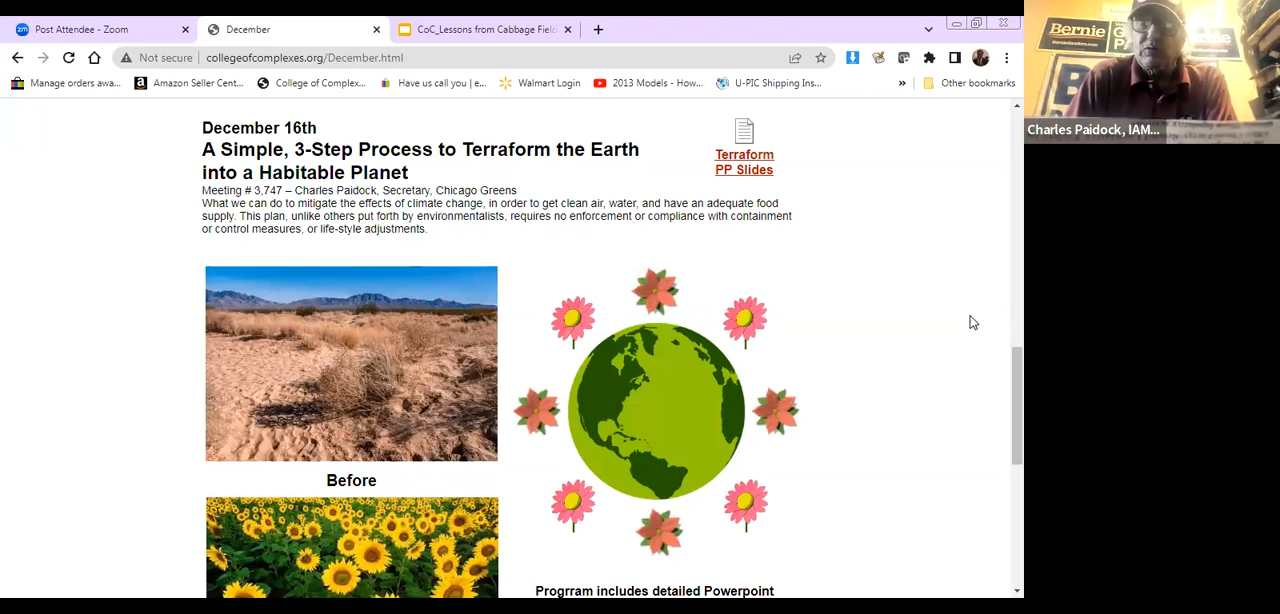 Post Attendee - Zoom
December
CoC_Lessons from Cabbage Field
Not secure
collegeofcomplexes.org/December.html
Manage orders awa...
Amazon Seller Cent...
College of Complex...
Have us call you | e...
Walmart Login
2013 Models - How...
U-PIC Shipping Ins...
»
Other bookmarks
December 16th
A Simple, 3-Step Process to Terraform the Earth
into a Habitable Planet
Terraform
PP Slides
Meeting # 3,747 – Charles Paidock, Secretary, Chicago Greens
What we can do to mitigate the effects of climate change, in order to get clean air, water, and have an adequate food
supply. This plan, unlike others put forth by environmentalists, requires no enforcement or compliance with containment
or control measures, or life-style adjustments.
Before
Progrram includes detailed Powerpoint
Bernie
Charles Paidock, IAM...